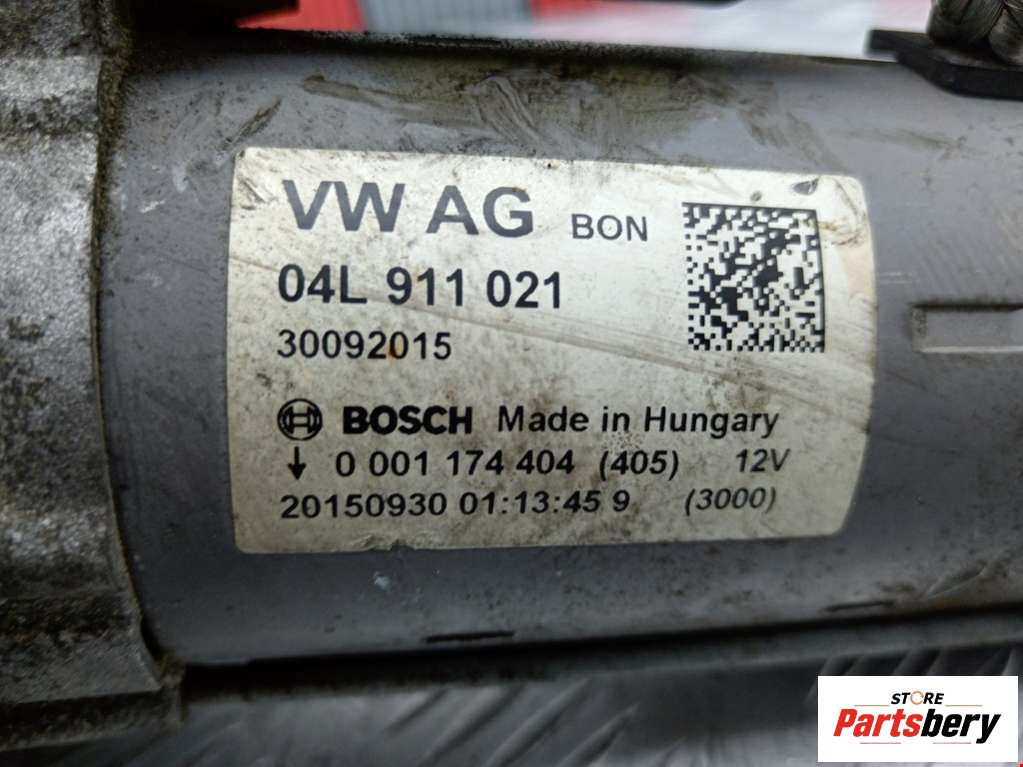 VW AG BON
04L 911 021
30092015
BOSCH Made in Hungary
↓ 0 001 174 404 (405) 12V
20150930 01:13:45 9 (3000)
STORE
Partsbery